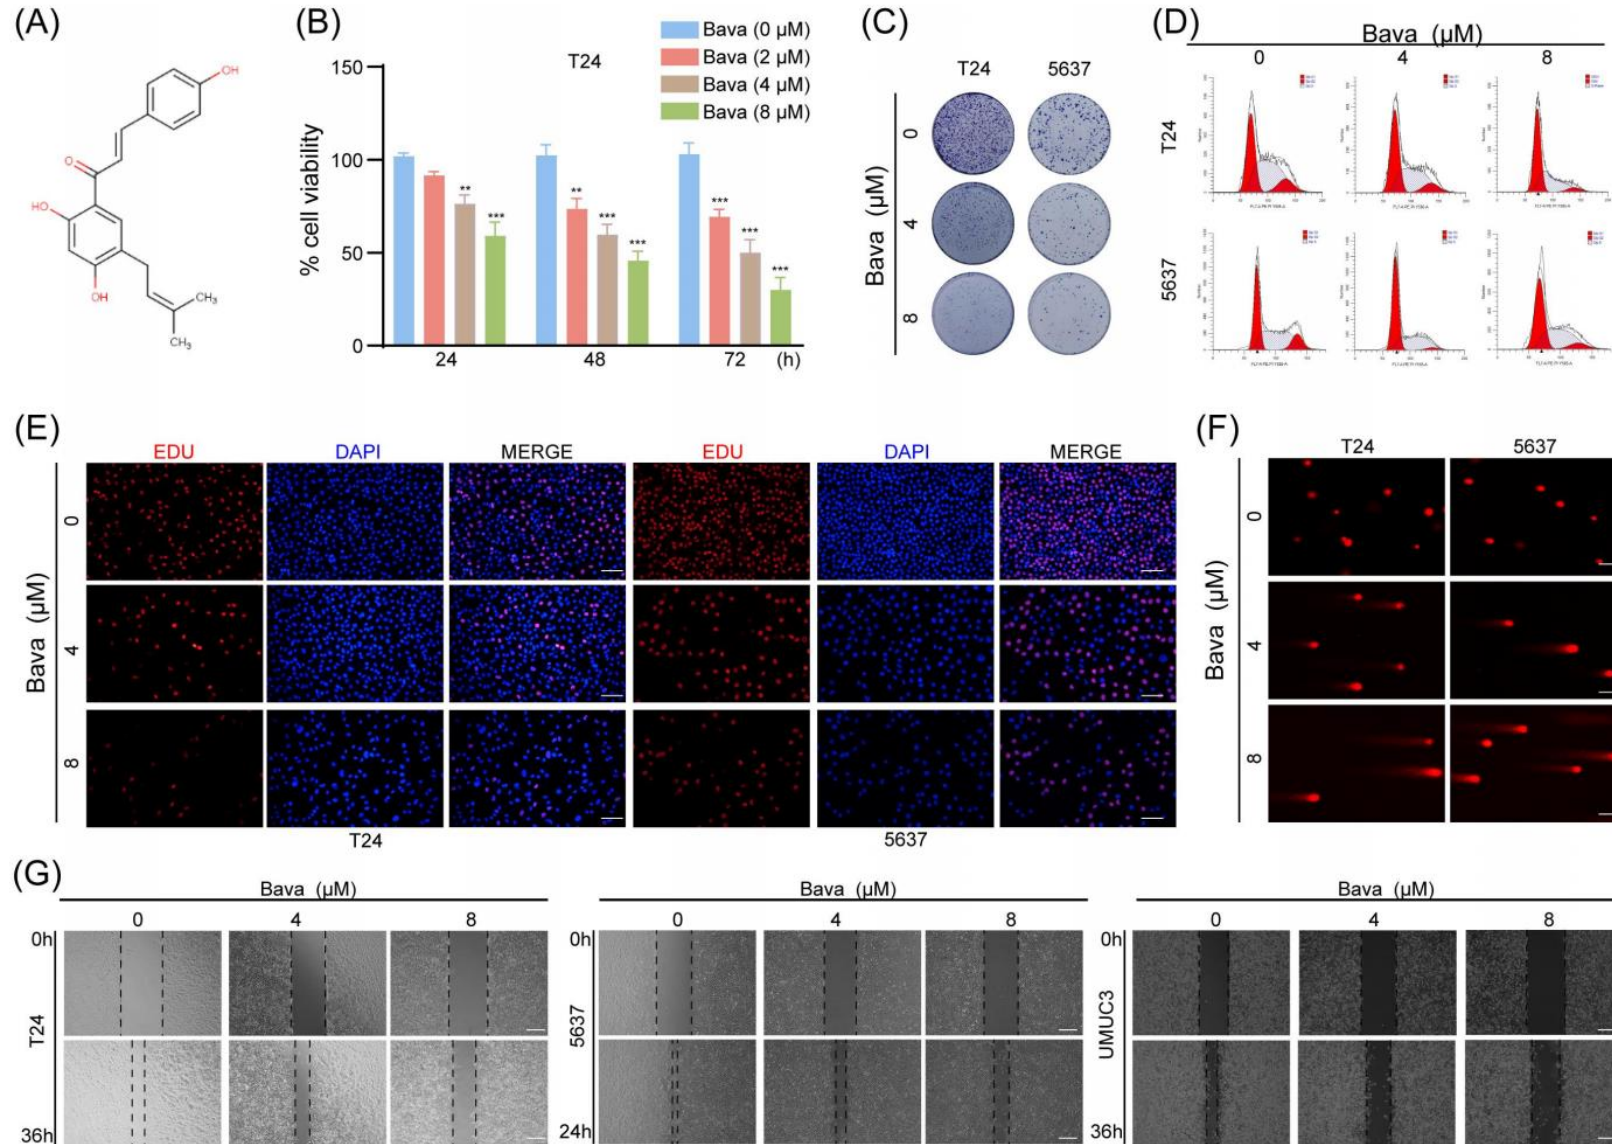 (A)
OH
O
HO
OH
CH₃
CH₃
(B)
Bava (0 μM)
Bava (2 μM)
Bava (4 μM)
Bava (8 μM)
T24
% cell viability
150
100
50
0
**
***
**
***
***
***
***
***
24
48
72
(h)
(C)
T24
5637
Bava (μM)
0
4
8
(D)
Bava (μM)
0
4
8
T24
5637
(E)
EDU
DAPI
MERGE
EDU
DAPI
MERGE
Bava (μM)
0
4
8
T24
5637
(F)
T24
5637
Bava (μM)
0
4
8
(G)
Bava (μM)
0
4
8
0h
T24
36h
Bava (μM)
0
4
8
0h
5637
24h
Bava (μM)
0
4
8
0h
UMUC3
36h